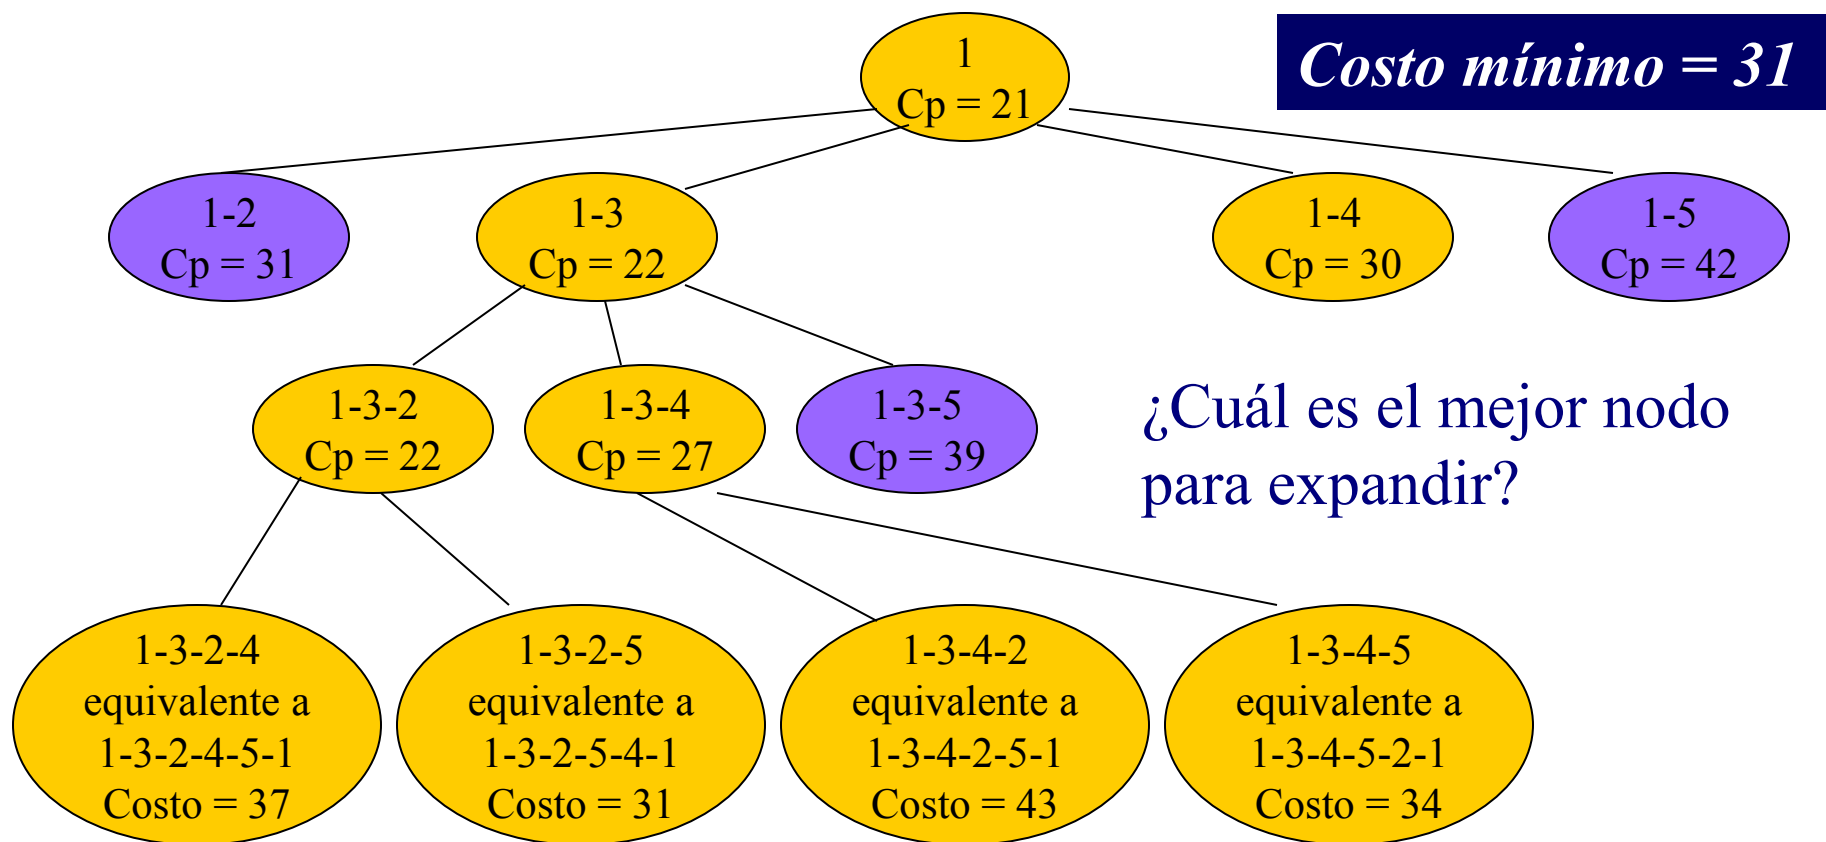 1
Cp = 21
Costo mínimo = 31
1-2
Cp = 31
1-3
Cp = 22
1-4
Cp = 30
1-5
Cp = 42
1-3-2
Cp = 22
1-3-4
Cp = 27
1-3-5
Cp = 39
¿Cuál es el mejor nodo
para expandir?
1-3-2-4
equivalente a
1-3-2-4-5-1
Costo = 37
1-3-2-5
equivalente a
1-3-2-5-4-1
Costo = 31
1-3-4-2
equivalente a
1-3-4-2-5-1
Costo = 43
1-3-4-5
equivalente a
1-3-4-5-2-1
Costo = 34